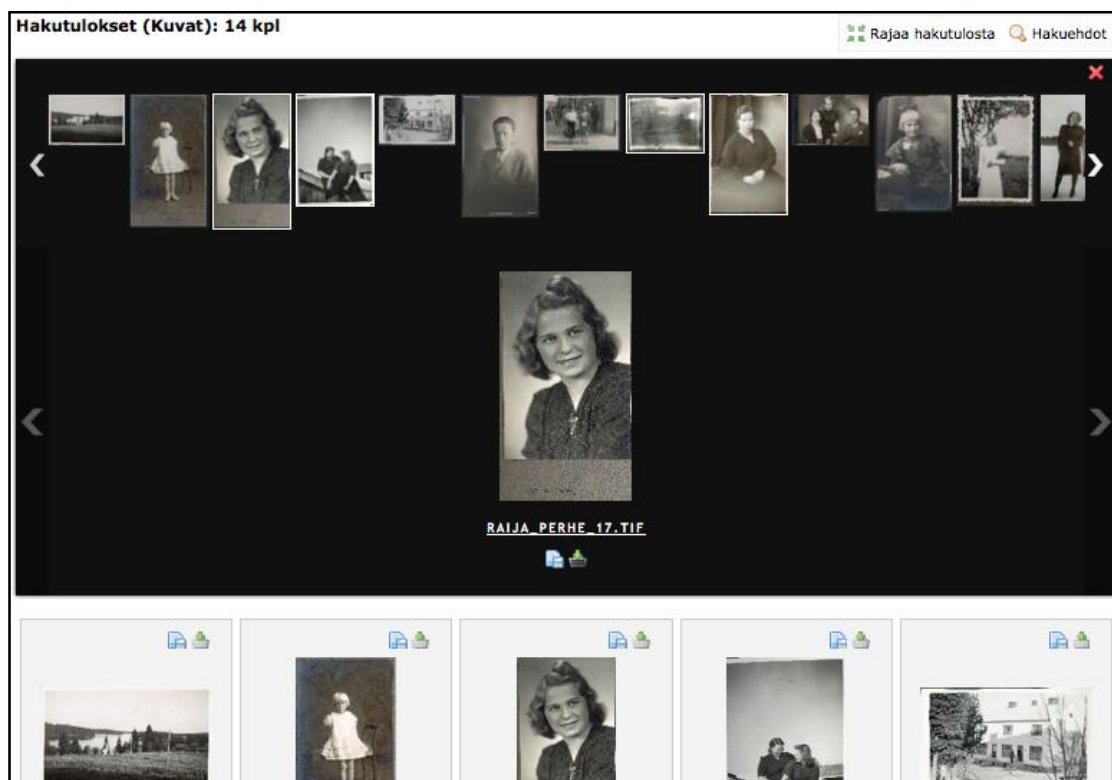 Hakutulokset (Kuvat): 14 kpl
Rajaa hakutulosta
Hakuehdot
RAIJA_PERHE_17.TIF